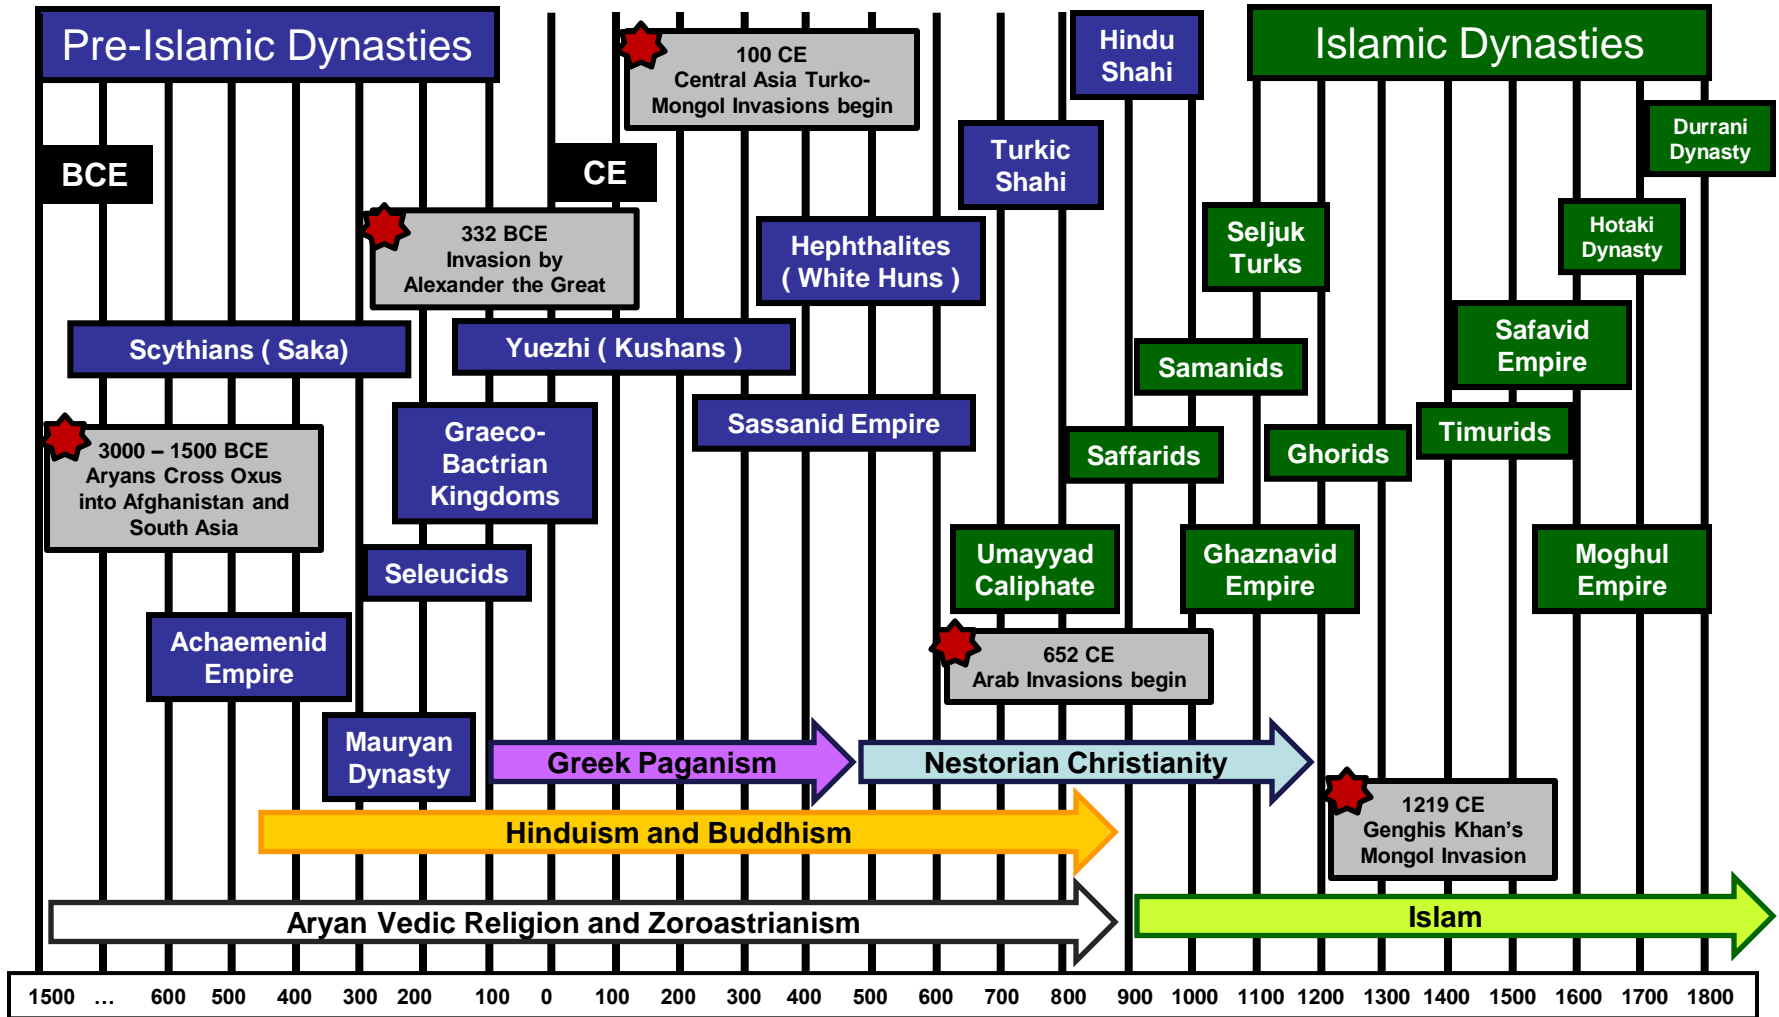 Pre-Islamic Dynasties
100 CE
Central Asia Turko-
Mongol Invasions begin
Hindu
Shahi
Islamic Dynasties
Durrani
Dynasty
BCE
CE
Turkic
Shahi
332 BCE
Invasion by
Alexander the Great
Hephthalites
( White Huns )
Seljuk
Turks
Hotaki
Dynasty
Scythians ( Saka)
Yuezhi ( Kushans )
Samanids
Safavid
Empire
3000 – 1500 BCE
Aryans Cross Oxus
into Afghanistan and
South Asia
Graeco-
Bactrian
Kingdoms
Sassanid Empire
Saffarids
Ghorids
Timurids
Seleucids
Umayyad
Caliphate
Ghaznavid
Empire
Moghul
Empire
Achaemenid
Empire
652 CE
Arab Invasions begin
Mauryan
Dynasty
Greek Paganism
Nestorian Christianity
1219 CE
Genghis Khan's
Mongol Invasion
Hinduism and Buddhism
Aryan Vedic Religion and Zoroastrianism
Islam
1500 ... 600 500 400 300 200 100 0 100 200 300 400 500 600 700 800 900 1000 1100 1200 1300 1400 1500 1600 1700 1800